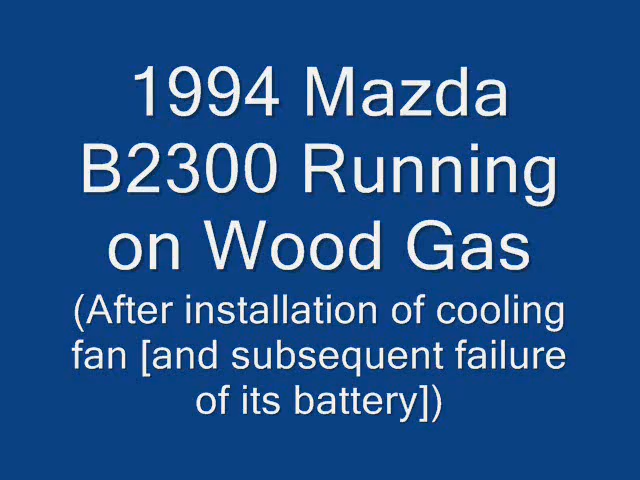 1994 Mazda
B2300 Running
on Wood Gas
(After installation of cooling
fan [and subsequent failure
of its battery])